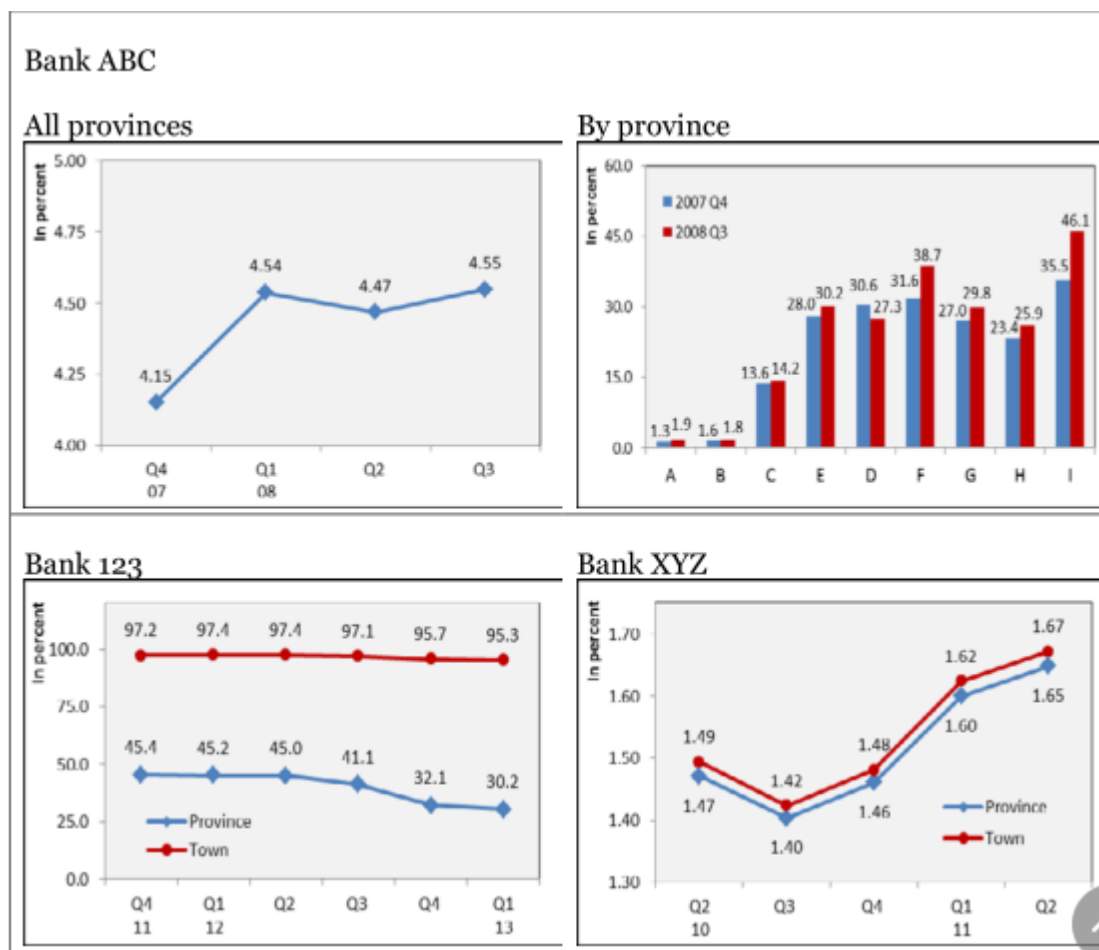 Bank ABC
All provinces
In percent
5.00
4.75
4.50
4.25
4.00
4.15
4.54
4.47
4.55
Q4 Q1 Q2 Q3
07 08
By province
In percent
60.0
45.0
30.0
15.0
0.0
2007 Q4
2008 Q3
1.3 1.9 1.6 1.8 13.6 14.2 28.0 30.2 30.6 27.3 31.6 38.7 27.0 29.8 23.4 25.9 35.5 46.1
A B C E D F G H I
Bank 123
In percent
100.0
75.0
50.0
25.0
0.0
97.2 97.4 97.4 97.1 95.7 95.3
45.4 45.2 45.0 41.1 32.1 30.2
Province
Town
Q4 Q1 Q2 Q3 Q4 Q1
11 12 13
Bank XYZ
In percent
1.70
1.60
1.50
1.40
1.30
1.49 1.42 1.48 1.62 1.67
1.47 1.40 1.46 1.60 1.65
Province
Town
Q2 Q3 Q4 Q1 Q2
10 11